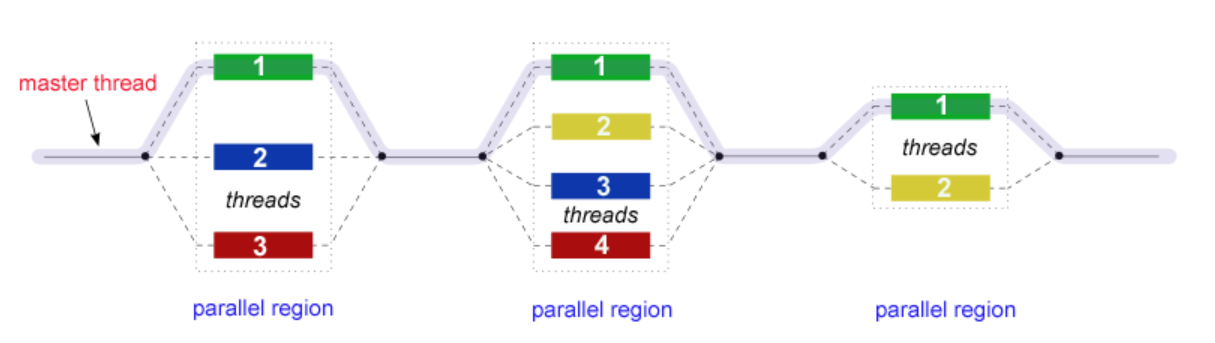 master thread
1
2
threads
3
parallel region
1
2
3
threads
4
parallel region
1
threads
2
parallel region